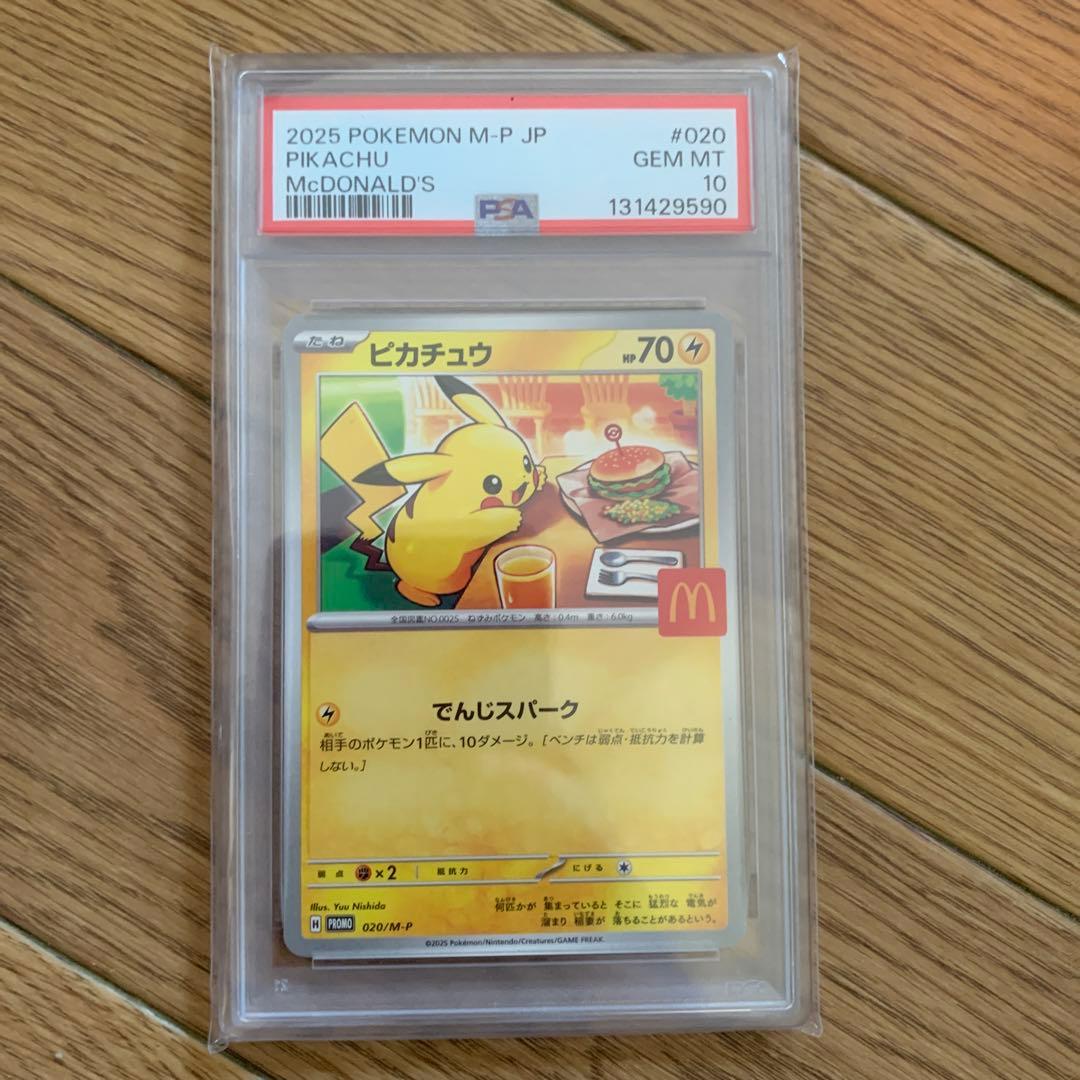 2025 POKEMON M-P JP #020
PIKACHU GEM MT
McDONALD'S 10
PSA 131429590
たね ピカチュウ HP70
全国図鑑NO.0025 ねずみポケモン 高さ:0.4m 重さ:6.0kg
M
でんじスパーク
相手のポケモン1匹に、10ダメージ。[ベンチは弱点・抵抗力を計算
しない。]
弱点 ×2 抵抗力 にげる
Illus. Yuu Nishida
何匹かが 集まっていると そこに 猛烈な 電気が
溜まり 稲妻が 落ちることがあるという。
H PROMO 020/M-P
©2025 Pokémon/Nintendo/Creatures/GAME FREAK.